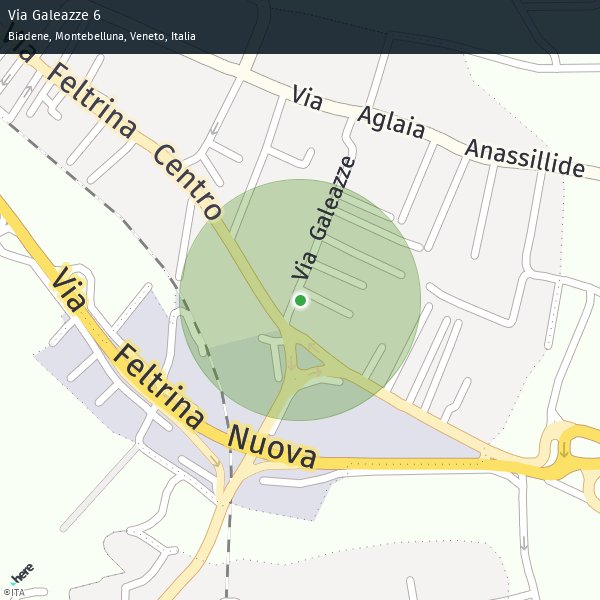 Via Galeazze 6
Biadene, Montebelluna, Veneto, Italia
Via Feltrina Centro
Via Aglaia Anassillide
Via Galeazze
Via Feltrina Nuova
here
©ITA